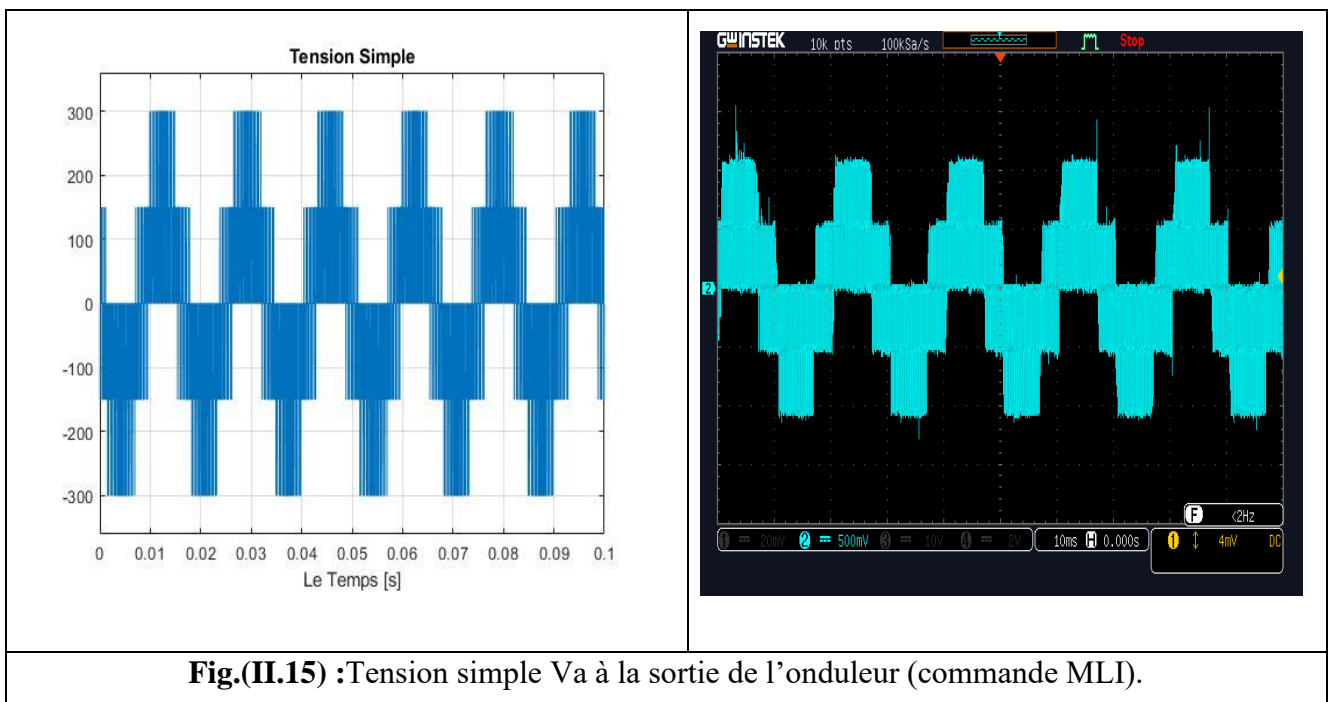 Tension Simple
300
200
100
0
-100
-200
-300
0 0.01 0.02 0.03 0.04 0.05 0.06 0.07 0.08 0.09 0.1
Le Temps [s]
GWINSTEK 10k pts 100kSa/s Stop
2
F <2Hz
1 20mV 2 500mV 3 10V 4 2V 10ms H 0.000s 1 4mV DC
Fig.(II.15) :Tension simple Va à la sortie de l’onduleur (commande MLI).